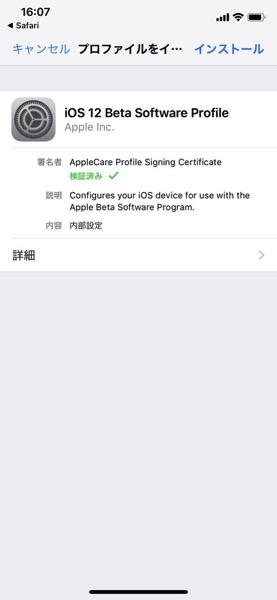 16:07
◀ Safari
キャンセル プロファイルをイ… インストール
iOS 12 Beta Software Profile
Apple Inc.
署名者 AppleCare Profile Signing Certificate
検証済み ✓
説明 Configures your iOS device for use with the
Apple Beta Software Program.
内容 内部設定
詳細